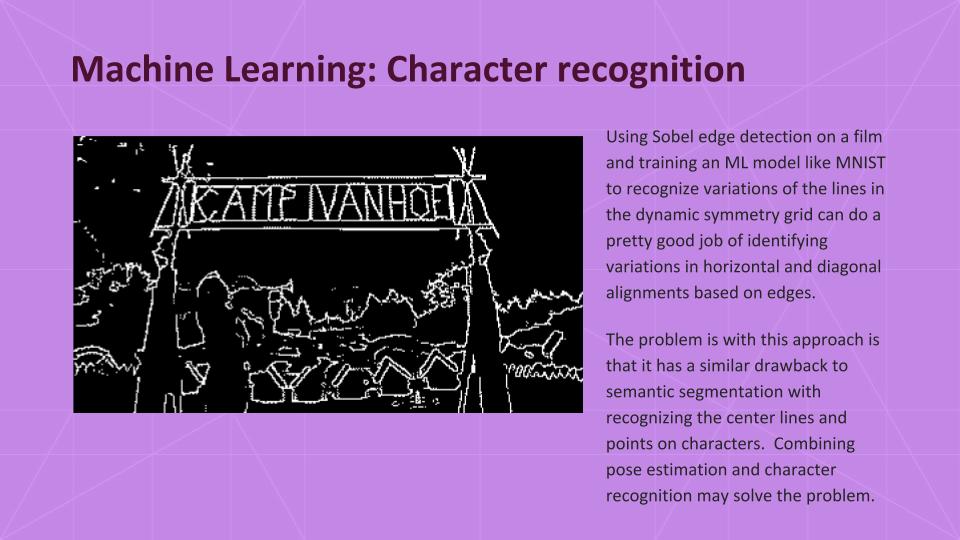 Machine Learning: Character recognition
CAMP IVANHOE
Using Sobel edge detection on a film
and training an ML model like MNIST
to recognize variations of the lines in
the dynamic symmetry grid can do a
pretty good job of identifying
variations in horizontal and diagonal
alignments based on edges.
The problem is with this approach is
that it has a similar drawback to
semantic segmentation with
recognizing the center lines and
points on characters.  Combining
pose estimation and character
recognition may solve the problem.